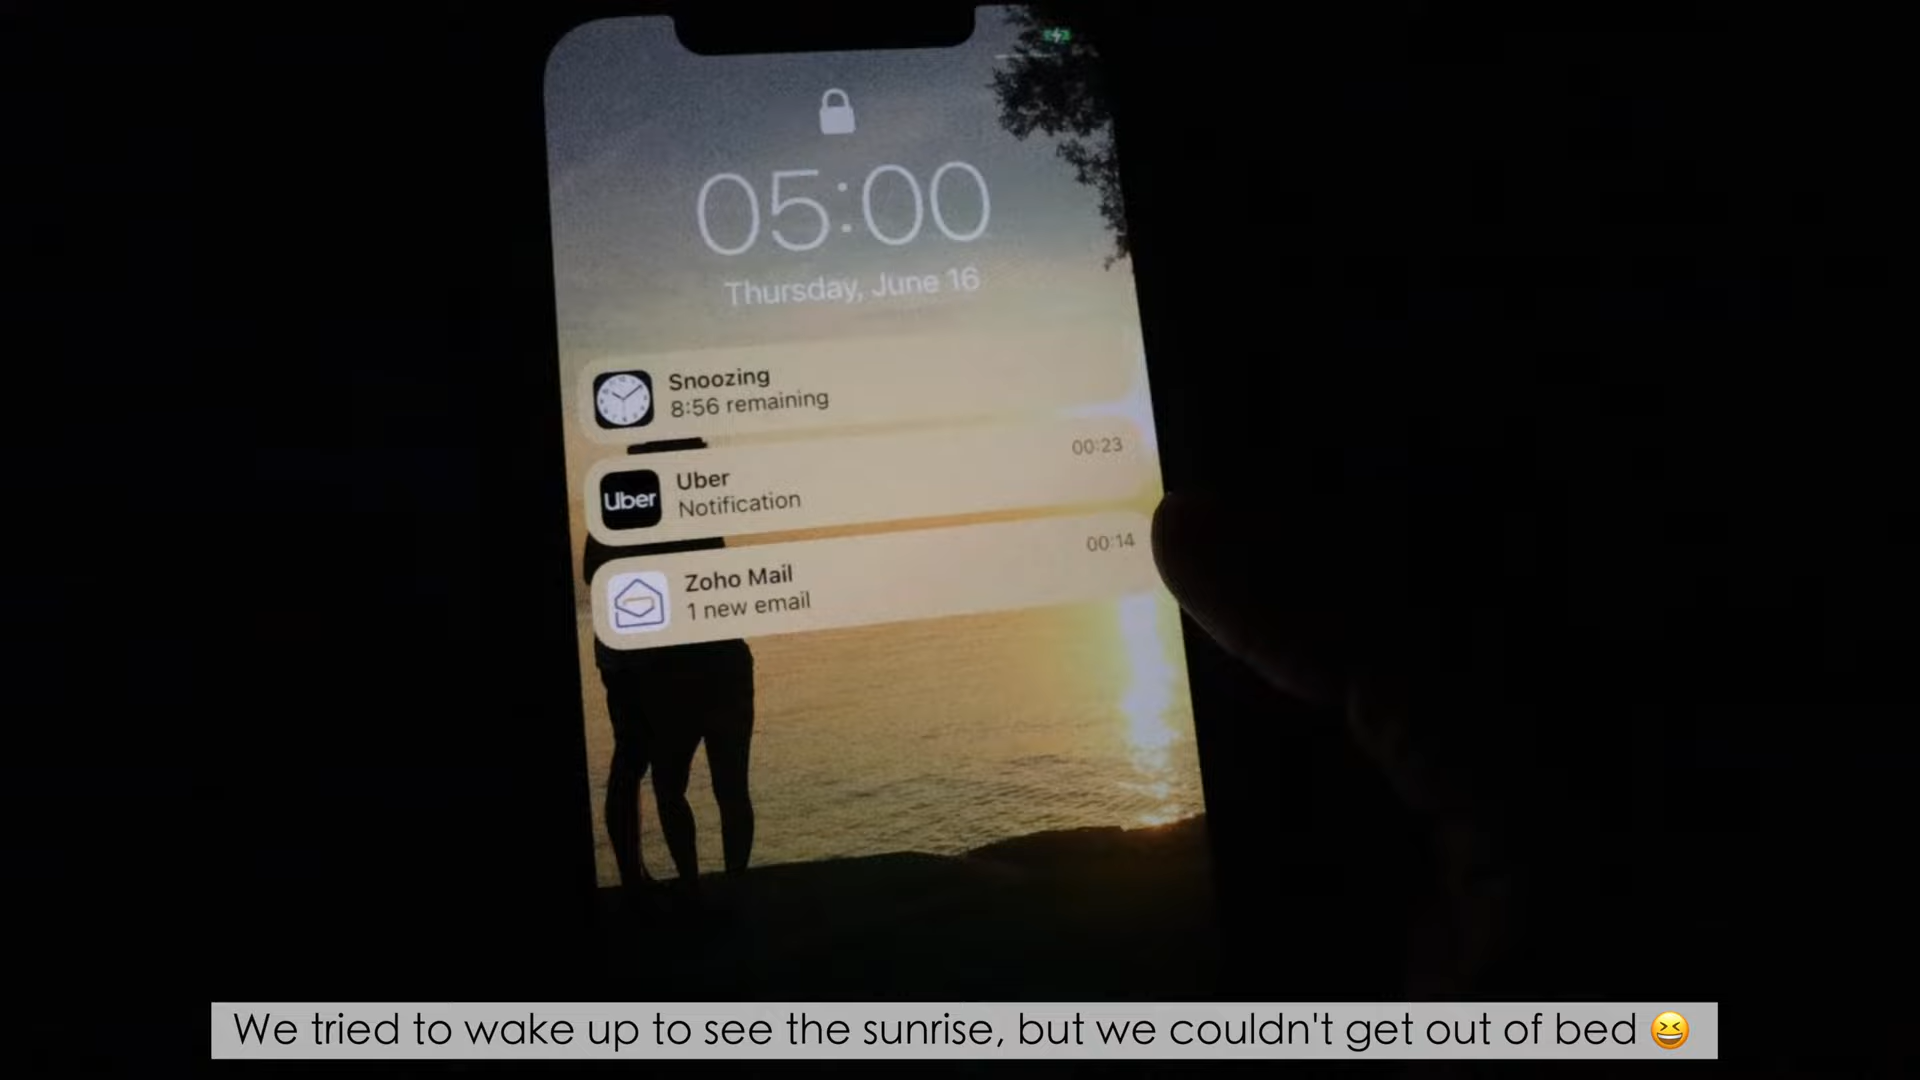 05:00
Thursday, June 16
Snoozing
8:56 remaining
00:23
Uber
Uber
Notification
00:14
Zoho Mail
1 new email
We tried to wake up to see the sunrise, but we couldn't get out of bed 😆